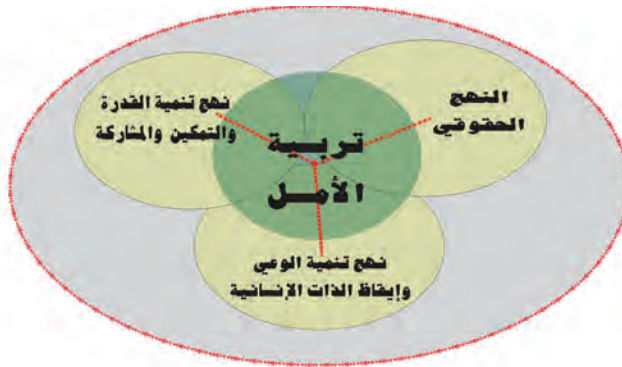 النهج
الحقوقي
نهج تنمية القدرة
والتمكين والمشاركة
تربية
الأمل
نهج تنمية الوعي
وإيقاظ الذات الإنسانية